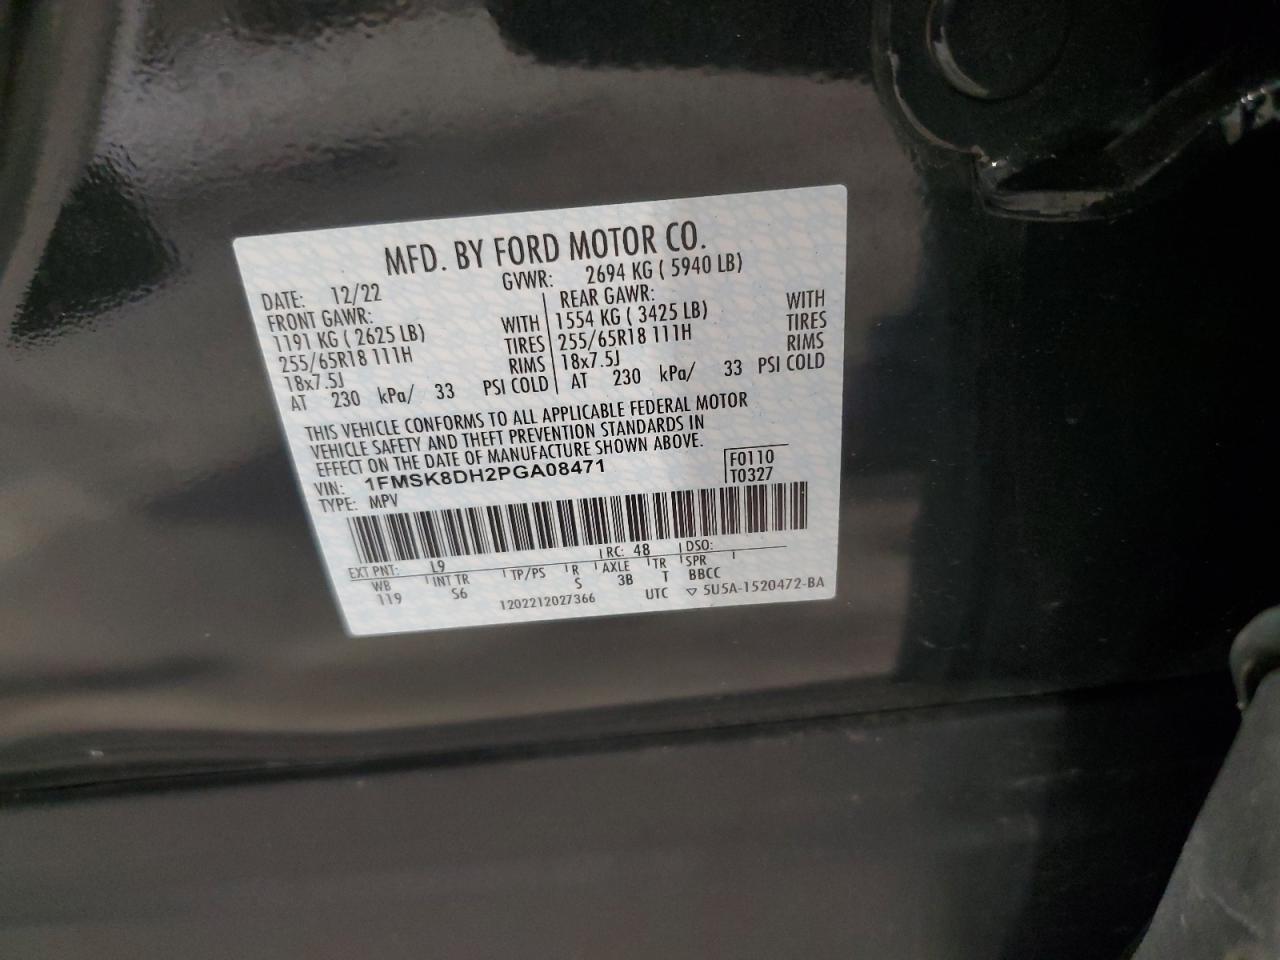 MFD. BY FORD MOTOR CO.
DATE: 12/22 GVWR: 2694 KG ( 5940 LB)
FRONT GAWR: REAR GAWR:
1191 KG ( 2625 LB) WITH 1554 KG ( 3425 LB) WITH
255/65R18 111H TIRES 255/65R18 111H TIRES
18x7.5J RIMS 18x7.5J RIMS
AT 230 kPa/ 33 PSI COLD AT 230 kPa/ 33 PSI COLD
THIS VEHICLE CONFORMS TO ALL APPLICABLE FEDERAL MOTOR
VEHICLE SAFETY AND THEFT PREVENTION STANDARDS IN
EFFECT ON THE DATE OF MANUFACTURE SHOWN ABOVE.
VIN: 1FMSK8DH2PGA08471 F0110
TYPE: MPV T0327
EXT PNT: L9 RC: 48 DSO:
WB INT TR TP/PS R AXLE TR SPR
119 S6 S 3B T BBCC
1202212027366 UTC ▽ 5U5A-1520472-BA